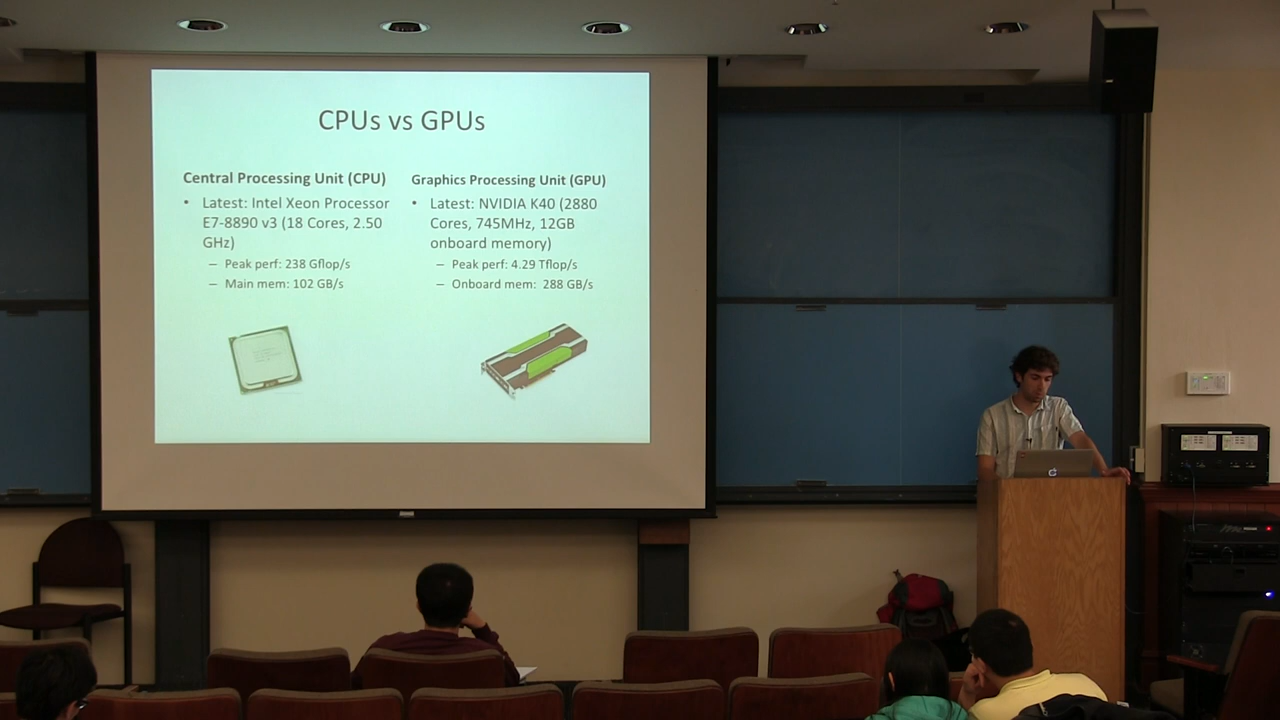 CPUs vs GPUs
Central Processing Unit (CPU)
• Latest: Intel Xeon Processor
E7-8890 v3 (18 Cores, 2.50
GHz)
– Peak perf: 238 Gflop/s
– Main mem: 102 GB/s
Graphics Processing Unit (GPU)
• Latest: NVIDIA K40 (2880
Cores, 745MHz, 12GB
onboard memory)
– Peak perf: 4.29 Tflop/s
– Onboard mem: 288 GB/s